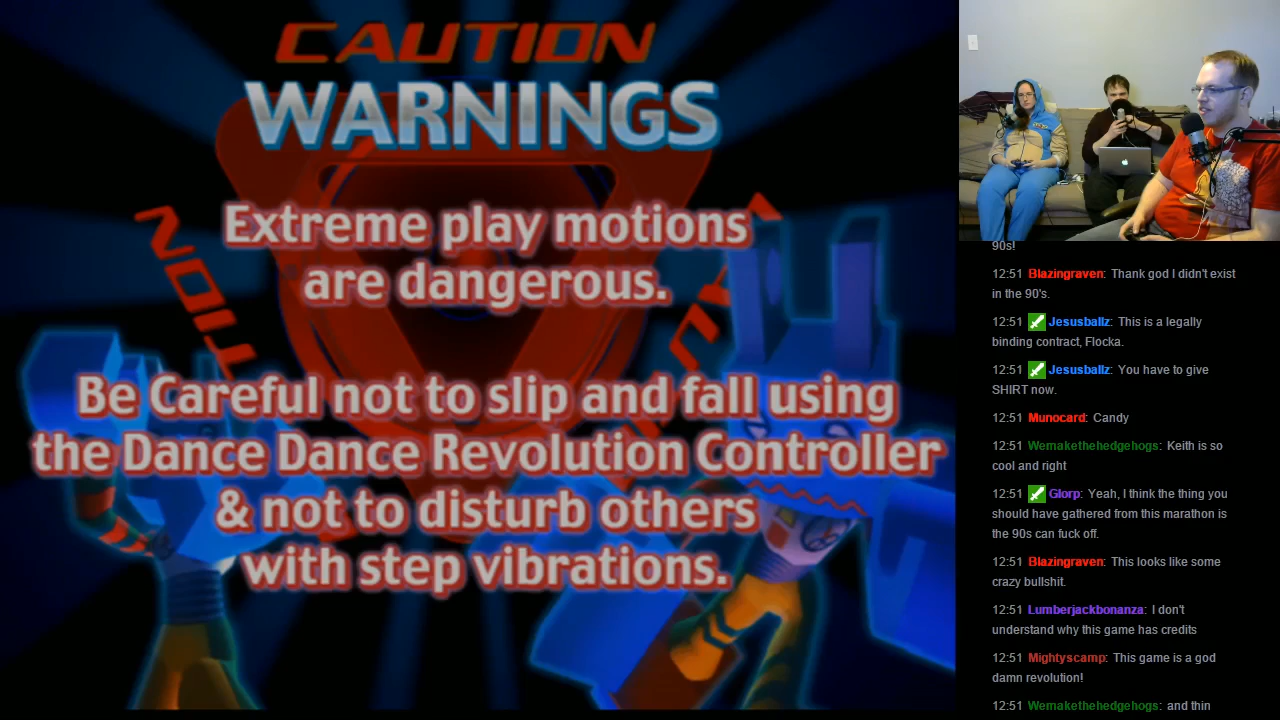 CAUTION
WARNINGS
Extreme play motions
are dangerous.
Be Careful not to slip and fall using
the Dance Dance Revolution Controller
& not to disturb others
with step vibrations.
90s!
12:51 Blazingraven: Thank god I didn't exist
in the 90's.
12:51 Jesusballz: This is a legally
binding contract, Flocka.
12:51 Jesusballz: You have to give
SHIRT now.
12:51 Munocard: Candy
12:51 Wemakethehedgehogs: Keith is so
cool and right
12:51 Glorp: Yeah, I think the thing you
should have gathered from this marathon is
the 90s can fuck off.
12:51 Blazingraven: This looks like some
crazy bullshit.
12:51 Lumberjackbonanza: I don't
understand why this game has credits
12:51 Mightyscamp: This game is a god
damn revolution!
12:51 Wemakethehedgehogs: and thin